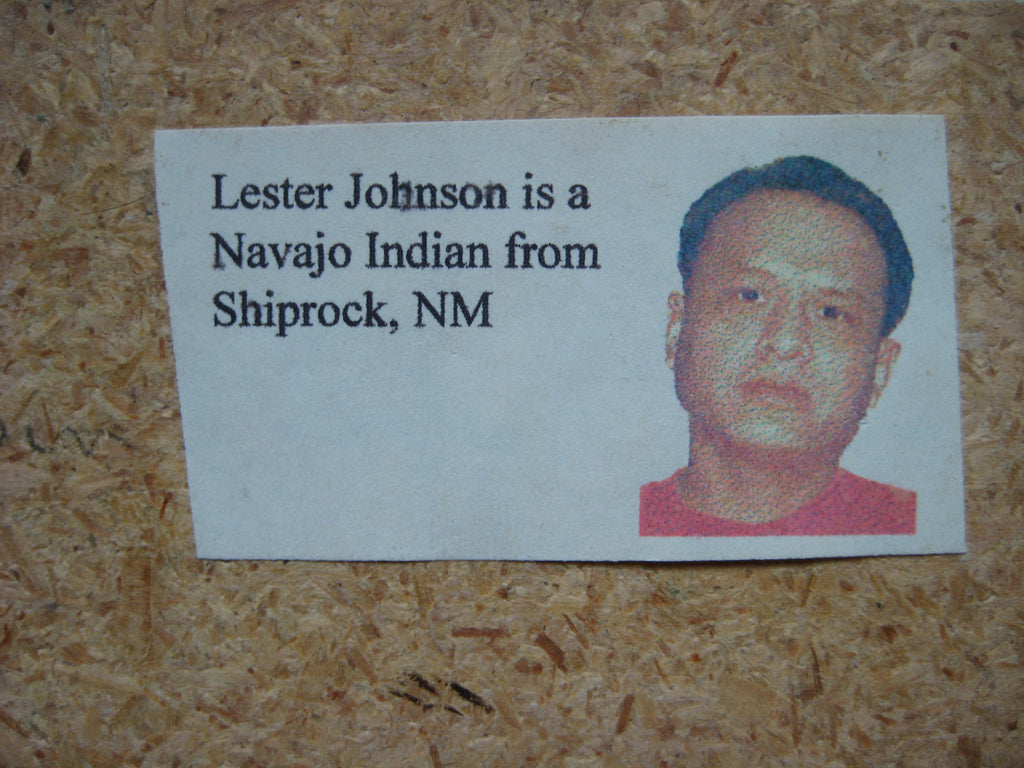 Lester Johnson is a
Navajo Indian from
Shiprock, NM